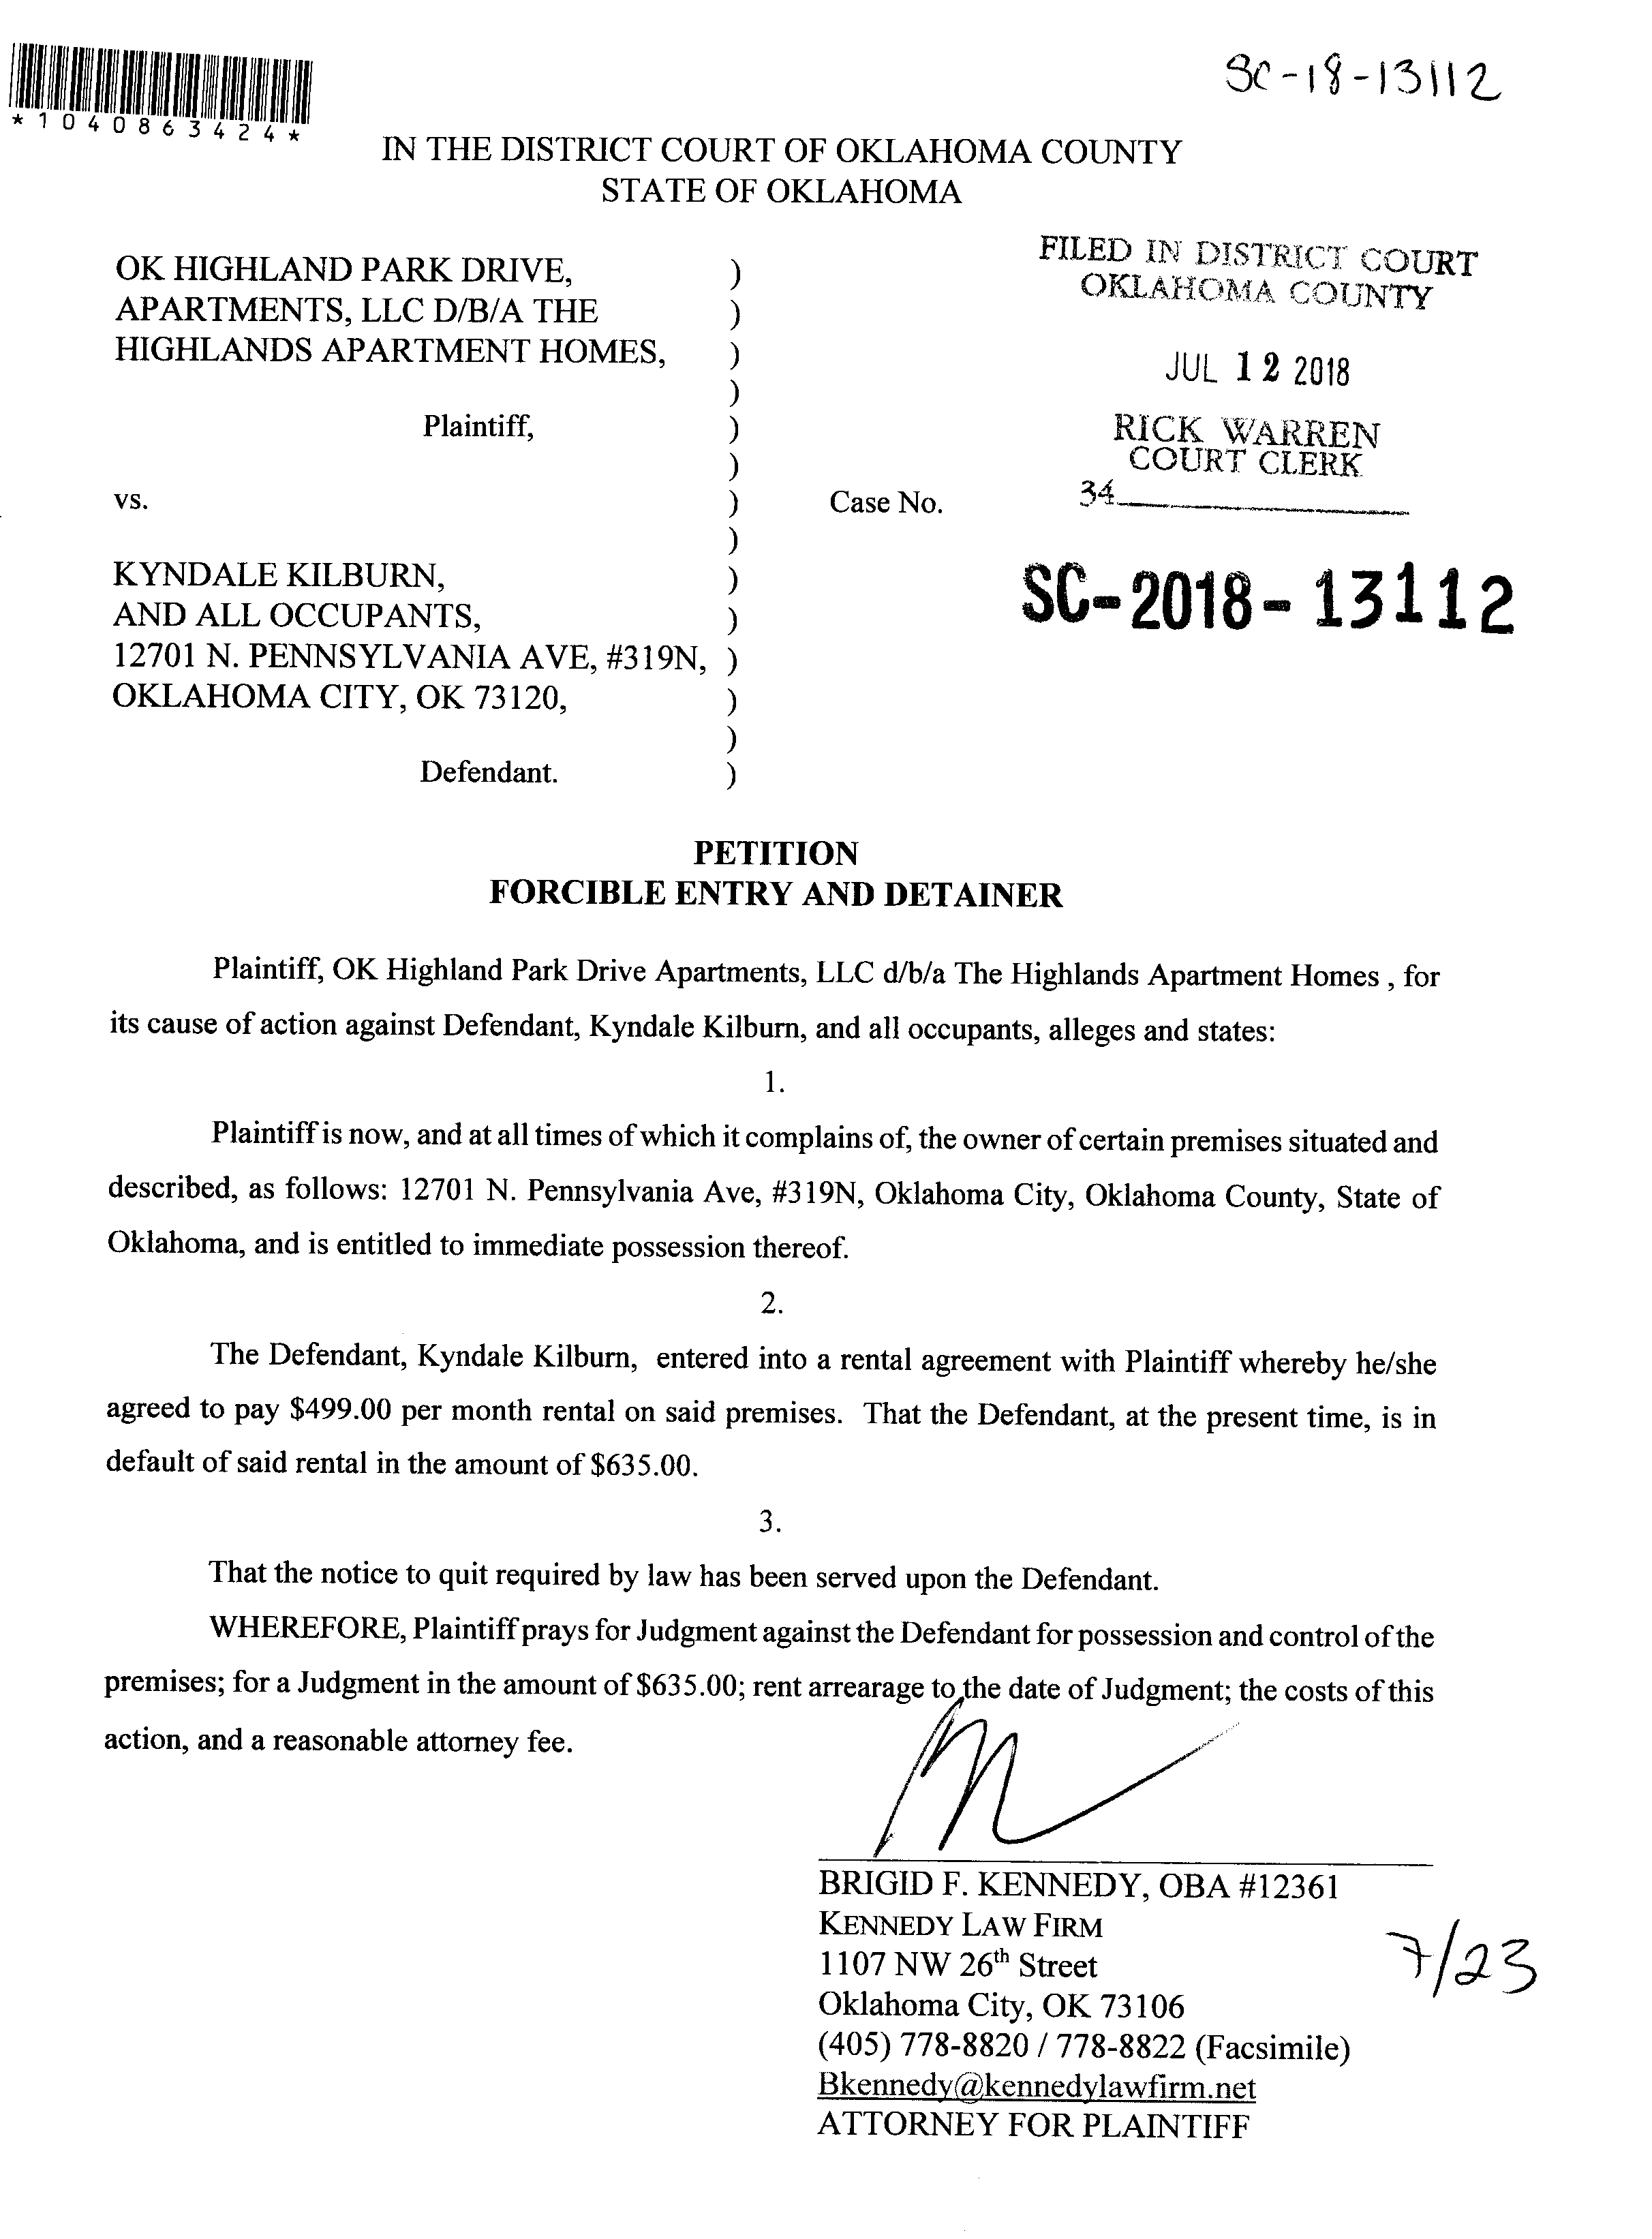 SC-18-13112
*1040863424*
IN THE DISTRICT COURT OF OKLAHOMA COUNTY
STATE OF OKLAHOMA
FILED IN DISTRICT COURT
OKLAHOMA COUNTY
JUL 12 2018
RICK WARREN
COURT CLERK
34
OK HIGHLAND PARK DRIVE, )
APARTMENTS, LLC D/B/A THE )
HIGHLANDS APARTMENT HOMES, )
)
Plaintiff, )
)
vs. ) Case No.
)
SC-2018-13112
KYNDALE KILBURN, )
AND ALL OCCUPANTS, )
12701 N. PENNSYLVANIA AVE, #319N, )
OKLAHOMA CITY, OK 73120, )
)
Defendant. )
PETITION
FORCIBLE ENTRY AND DETAINER
Plaintiff, OK Highland Park Drive Apartments, LLC d/b/a The Highlands Apartment Homes , for
its cause of action against Defendant, Kyndale Kilburn, and all occupants, alleges and states:
1.
Plaintiff is now, and at all times of which it complains of, the owner of certain premises situated and
described, as follows: 12701 N. Pennsylvania Ave, #319N, Oklahoma City, Oklahoma County, State of
Oklahoma, and is entitled to immediate possession thereof.
2.
The Defendant, Kyndale Kilburn, entered into a rental agreement with Plaintiff whereby he/she
agreed to pay $499.00 per month rental on said premises. That the Defendant, at the present time, is in
default of said rental in the amount of $635.00.
3.
That the notice to quit required by law has been served upon the Defendant.
WHEREFORE, Plaintiff prays for Judgment against the Defendant for possession and control of the
premises; for a Judgment in the amount of $635.00; rent arrearage to the date of Judgment; the costs of this
action, and a reasonable attorney fee.
BRIGID F. KENNEDY, OBA #12361
KENNEDY LAW FIRM
1107 NW 26th Street
Oklahoma City, OK 73106
(405) 778-8820 / 778-8822 (Facsimile)
Bkennedy@kennedylawfirm.net
ATTORNEY FOR PLAINTIFF
7/23